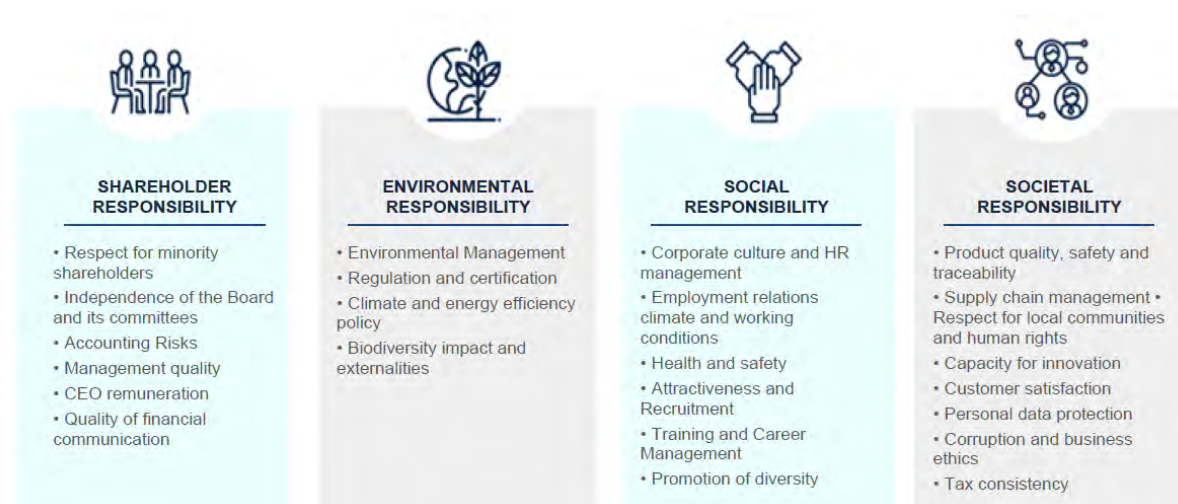 SHAREHOLDER
RESPONSIBILITY
• Respect for minority
shareholders
• Independence of the Board
and its committees
• Accounting Risks
• Management quality
• CEO remuneration
• Quality of financial
communication
ENVIRONMENTAL
RESPONSIBILITY
• Environmental Management
• Regulation and certification
• Climate and energy efficiency
policy
• Biodiversity impact and
externalities
SOCIAL
RESPONSIBILITY
• Corporate culture and HR
management
• Employment relations
climate and working
conditions
• Health and safety
• Attractiveness and
Recruitment
• Training and Career
Management
• Promotion of diversity
SOCIETAL
RESPONSIBILITY
• Product quality, safety and
traceability
• Supply chain management •
Respect for local communities
and human rights
• Capacity for innovation
• Customer satisfaction
• Personal data protection
• Corruption and business
ethics
• Tax consistency